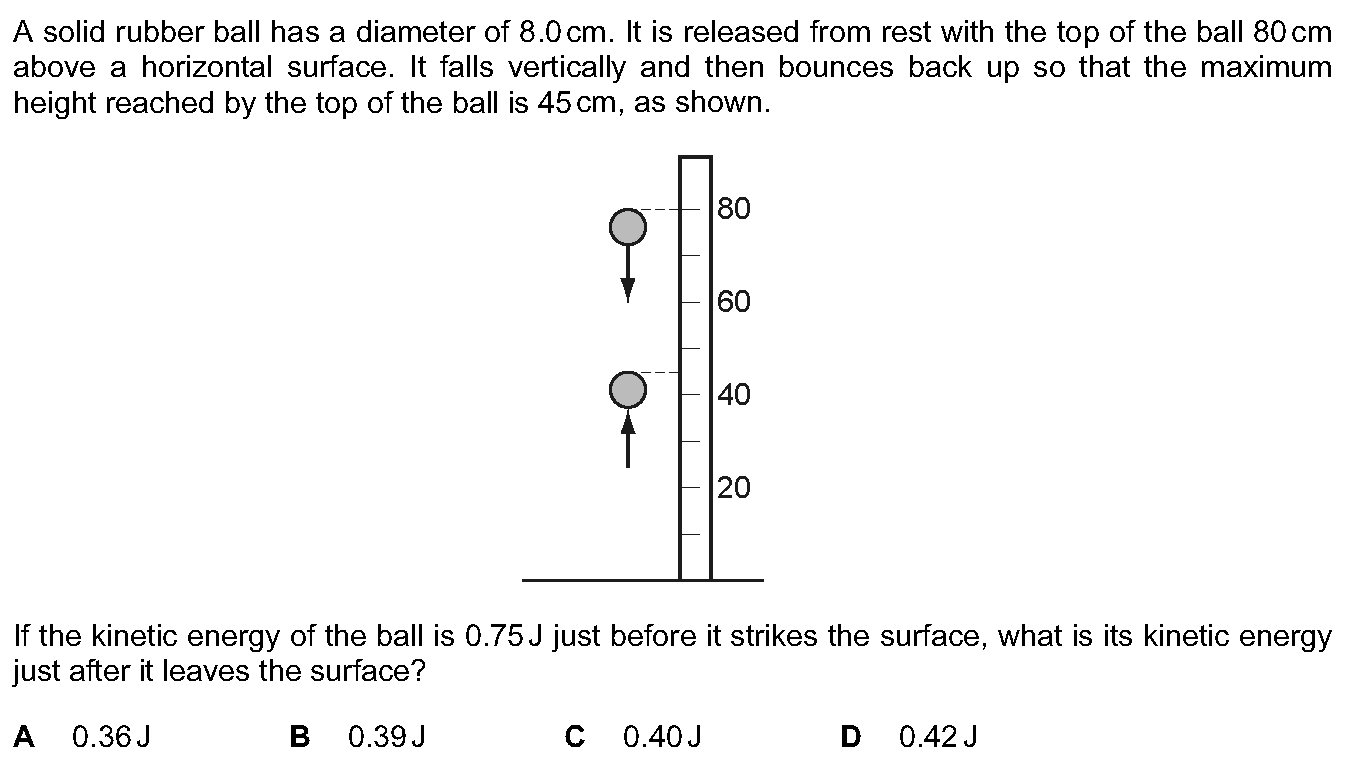 A solid rubber ball has a diameter of 8.0 cm. It is released from rest with the top of the ball 80 cm
above a horizontal surface. It falls vertically and then bounces back up so that the maximum
height reached by the top of the ball is 45 cm, as shown.
80
60
40
20
If the kinetic energy of the ball is 0.75 J just before it strikes the surface, what is its kinetic energy
just after it leaves the surface?
A 0.36 J B 0.39 J C 0.40 J D 0.42 J